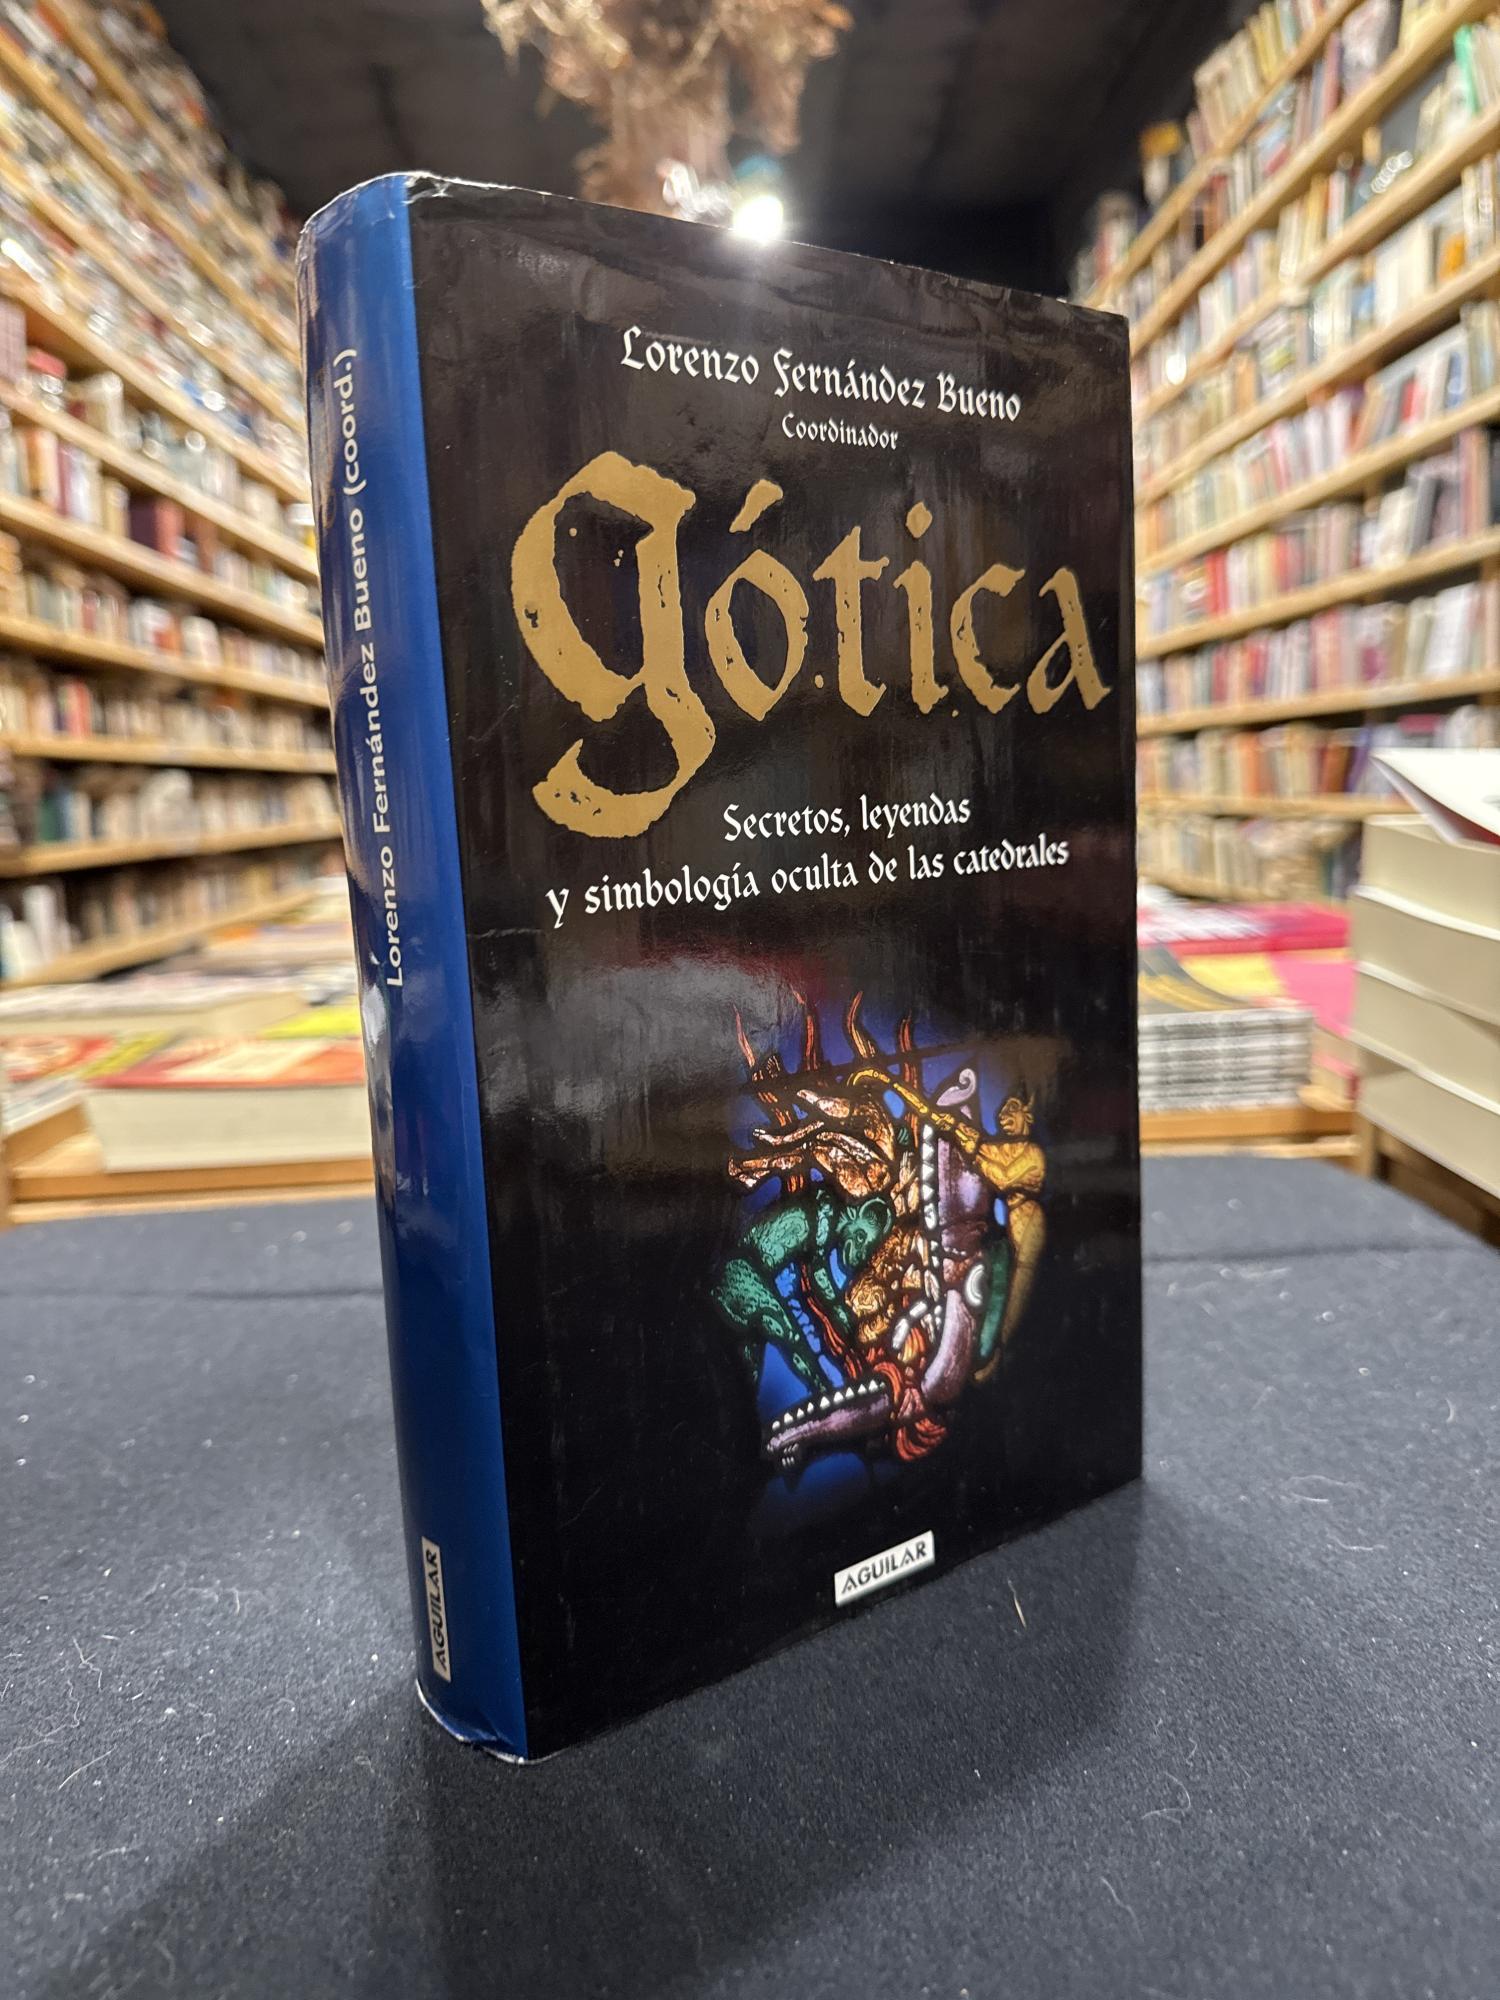 Lorenzo Fernández Bueno (coord.)
AGUILAR
Lorenzo Fernández Bueno
Coordinador
gótica
Secretos, leyendas
y simbología oculta de las catedrales
AGUILAR